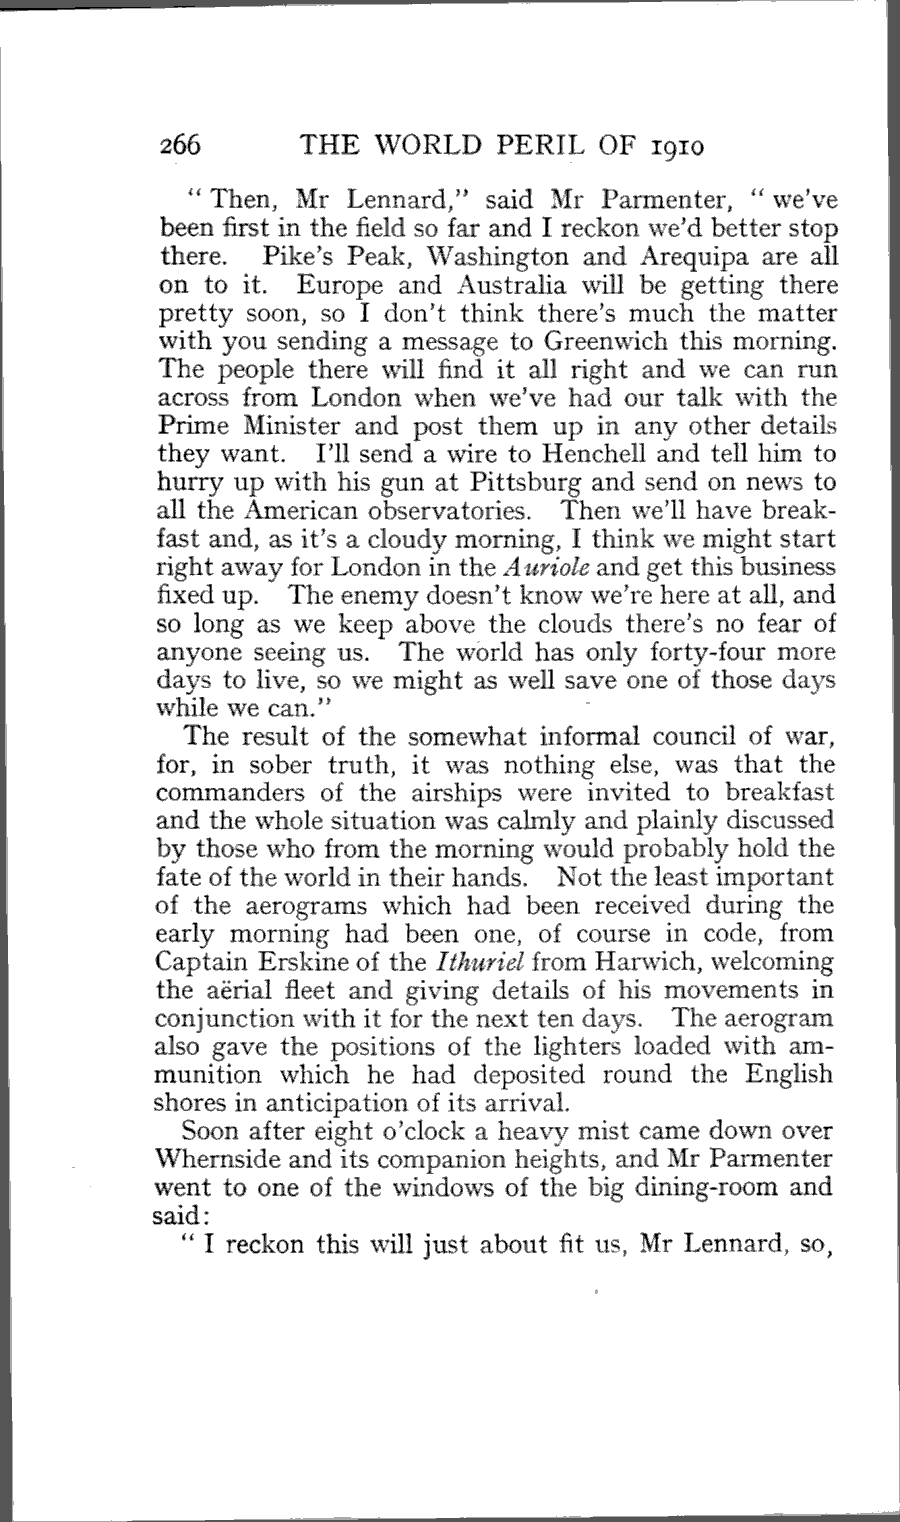 266 THE WORLD PERIL OF 1910
“ Then, Mr Lennard,” said Mr Parmenter, “ we’ve
been first in the field so far and I reckon we’d better stop
there. Pike’s Peak, Washington and Arequipa are all
on to it. Europe and Australia will be getting there
pretty soon, so I don’t think there’s much the matter
with you sending a message to Greenwich this morning.
The people there will find it all right and we can run
across from London when we’ve had our talk with the
Prime Minister and post them up in any other details
they want. I’ll send a wire to Henchell and tell him to
hurry up with his gun at Pittsburg and send on news to
all the American observatories. Then we’ll have break-
fast and, as it’s a cloudy morning, I think we might start
right away for London in the Auriole and get this business
fixed up. The enemy doesn’t know we’re here at all, and
so long as we keep above the clouds there’s no fear of
anyone seeing us. The world has only forty-four more
days to live, so we might as well save one of those days
while we can.”
The result of the somewhat informal council of war,
for, in sober truth, it was nothing else, was that the
commanders of the airships were invited to breakfast
and the whole situation was calmly and plainly discussed
by those who from the morning would probably hold the
fate of the world in their hands. Not the least important
of the aerograms which had been received during the
early morning had been one, of course in code, from
Captain Erskine of the Ithuriel from Harwich, welcoming
the aërial fleet and giving details of his movements in
conjunction with it for the next ten days. The aerogram
also gave the positions of the lighters loaded with am-
munition which he had deposited round the English
shores in anticipation of its arrival.
Soon after eight o’clock a heavy mist came down over
Whernside and its companion heights, and Mr Parmenter
went to one of the windows of the big dining-room and
said:
“ I reckon this will just about fit us, Mr Lennard, so,